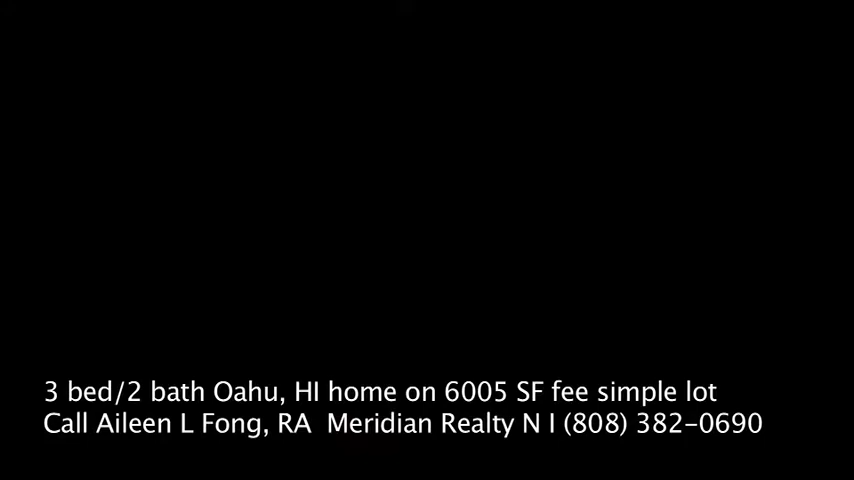 3 bed/2 bath Oahu, HI home on 6005 SF fee simple lot
Call Aileen L Fong, RA  Meridian Realty N I (808) 382-0690